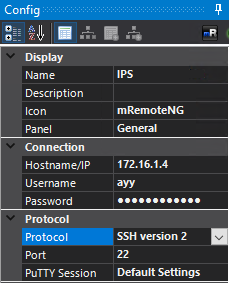 Config
Display
Name IPS
Description
Icon mRemoteNG
Panel General
Connection
Hostname/IP 172.16.1.4
Username ayy
Password ●●●●●●●●●●●●
Protocol
Protocol SSH version 2
Port 22
PuTTY Session Default Settings